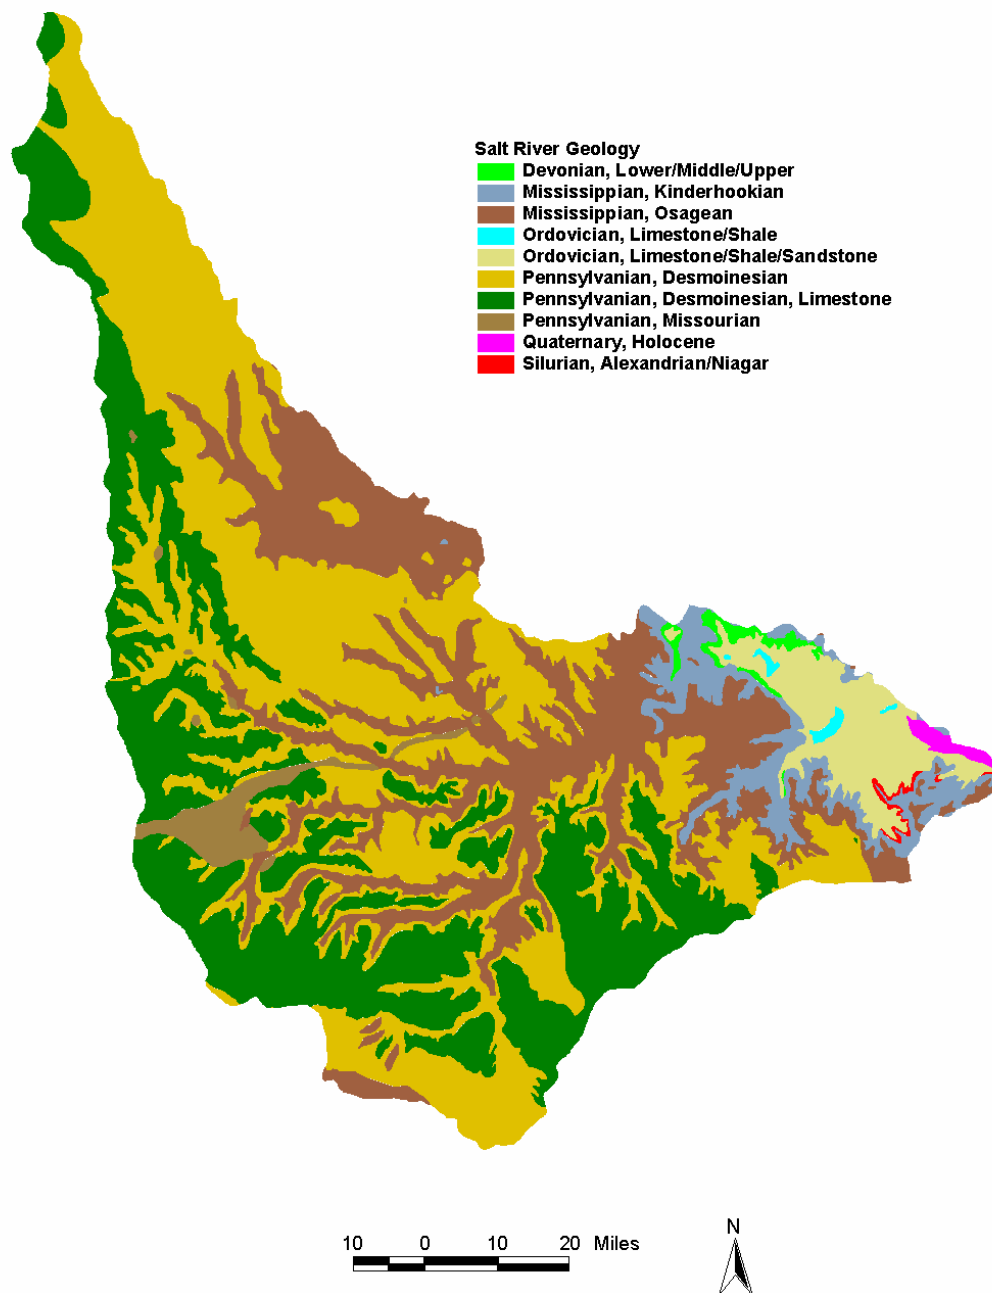 Salt River Geology
Devonian, Lower/Middle/Upper
Mississippian, Kinderhookian
Mississippian, Osagean
Ordovician, Limestone/Shale
Ordovician, Limestone/Shale/Sandstone
Pennsylvanian, Desmoinesian
Pennsylvanian, Desmoinesian, Limestone
Pennsylvanian, Missourian
Quaternary, Holocene
Silurian, Alexandrian/Niagar
10 0 10 20 Miles
N